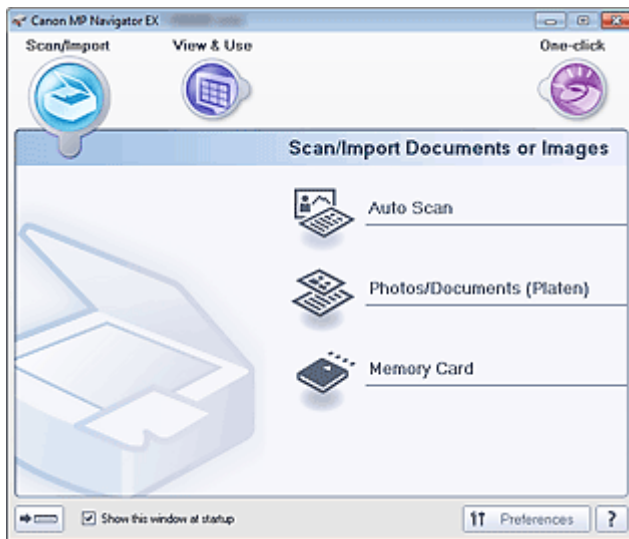 Canon MP Navigator EX
Scan/Import
View & Use
One-click
Scan/Import Documents or Images
Auto Scan
Photos/Documents (Platen)
Memory Card
Show this window at startup
Preferences
?